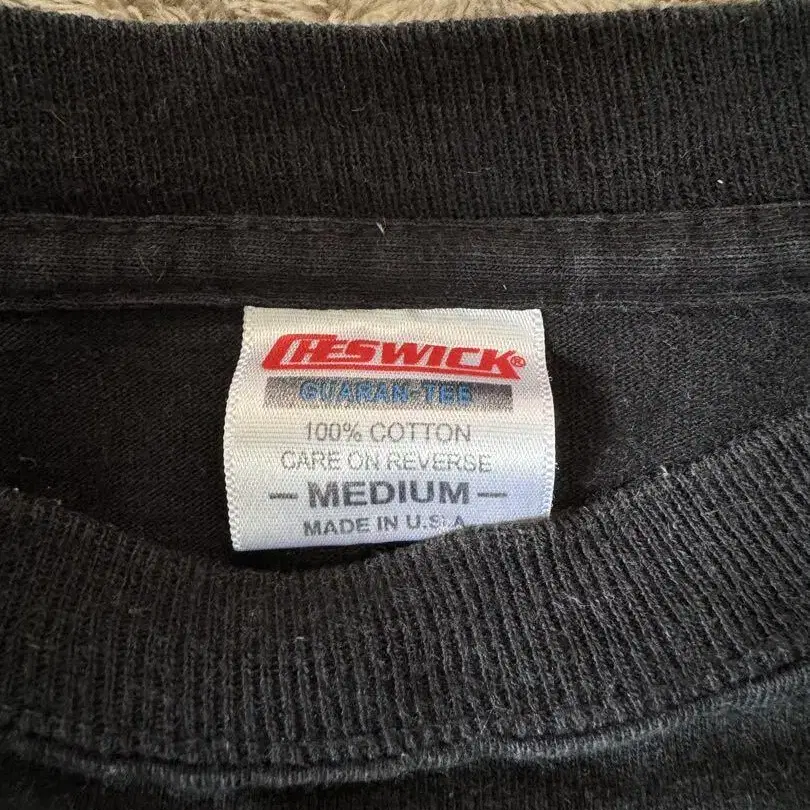 CHESWICK®
GUARAN-TEE
100% COTTON
CARE ON REVERSE
— MEDIUM —
MADE IN U.S.A.